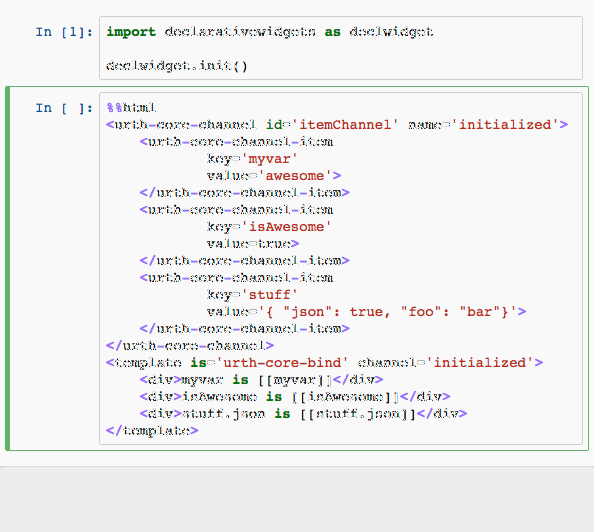 In [1]: import declarativewidgets as declwidget
declwidget.init()
In [ ]: %%html
<urth-core-channel id='itemChannel' name='initialized'>
<urth-core-channel-item
key='myvar'
value='awesome'>
</urth-core-channel-item>
<urth-core-channel-item
key='isAwesome'
value=true>
</urth-core-channel-item>
<urth-core-channel-item
key='stuff'
value='{ "json": true, "foo": "bar"}'>
</urth-core-channel-item>
</urth-core-channel>
<template is='urth-core-bind' channel='initialized'>
<div>myvar is [[myvar]]</div>
<div>isAwesome is [[isAwesome]]</div>
<div>stuff.json is [[stuff.json]]</div>
</template>